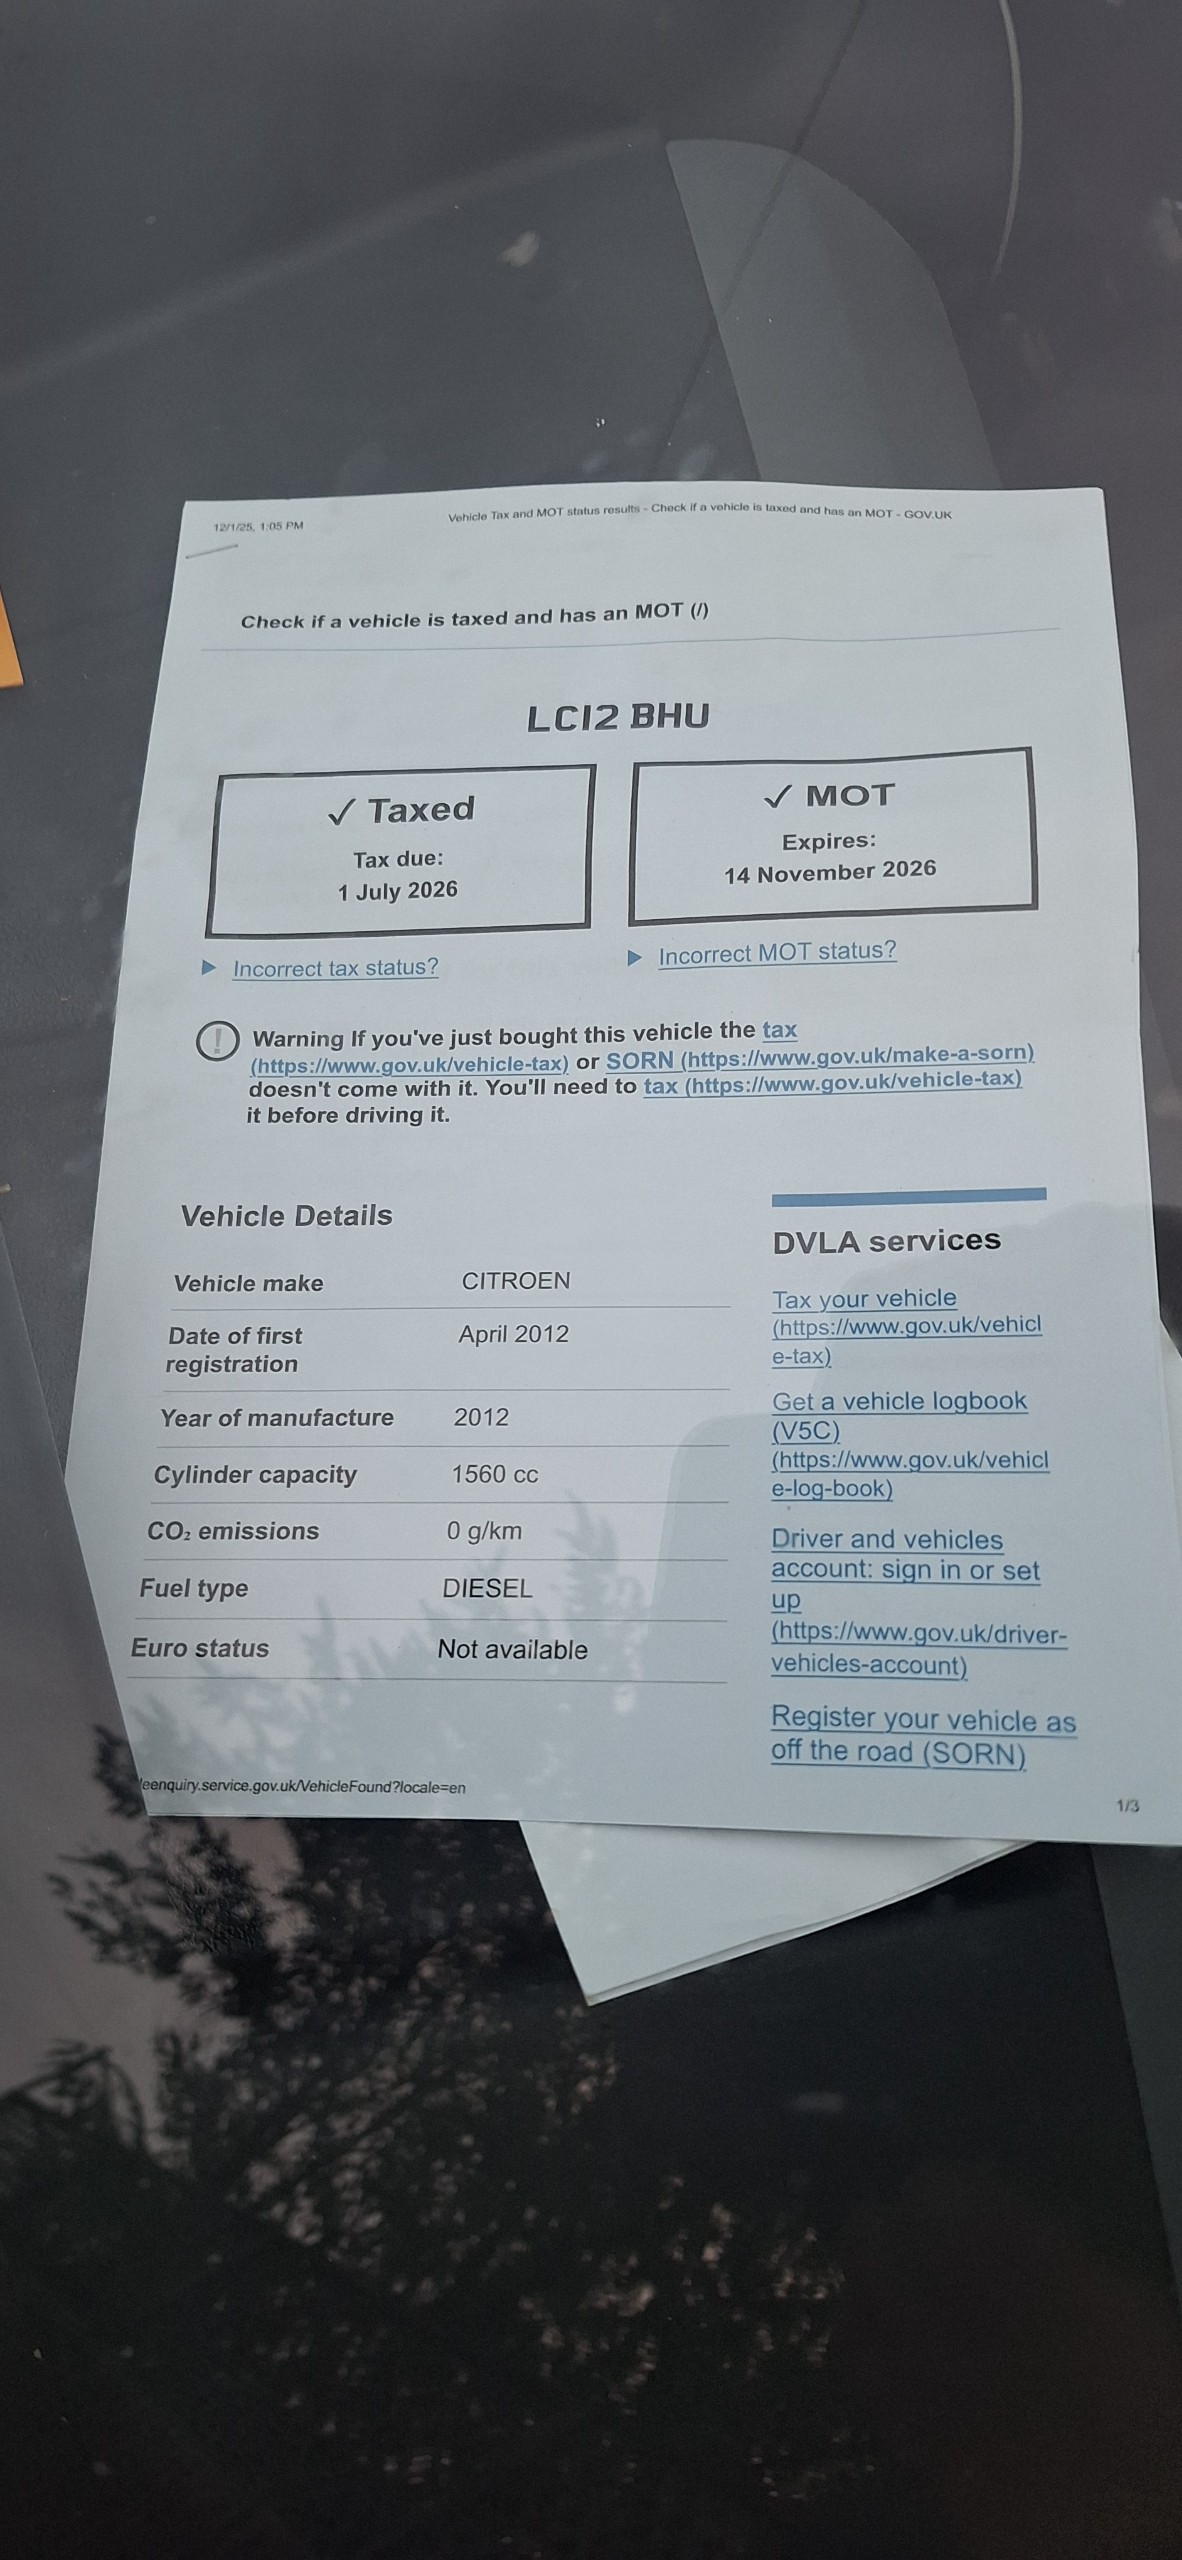 12/1/25, 1:05 PM
Vehicle Tax and MOT status results - Check if a vehicle is taxed and has an MOT - GOV.UK
Check if a vehicle is taxed and has an MOT (/)
LC12 BHU
✓ Taxed
Tax due:
1 July 2026
✓ MOT
Expires:
14 November 2026
▶ Incorrect tax status?
▶ Incorrect MOT status?
! Warning If you've just bought this vehicle the tax
(https://www.gov.uk/vehicle-tax) or SORN (https://www.gov.uk/make-a-sorn)
doesn't come with it. You'll need to tax (https://www.gov.uk/vehicle-tax)
it before driving it.
Vehicle Details
Vehicle make CITROEN
Date of first
registration
April 2012
Year of manufacture 2012
Cylinder capacity 1560 cc
CO₂ emissions 0 g/km
Fuel type DIESEL
Euro status Not available
DVLA services
Tax your vehicle
(https://www.gov.uk/vehicl
e-tax)
Get a vehicle logbook
(V5C)
(https://www.gov.uk/vehicl
e-log-book)
Driver and vehicles
account: sign in or set
up
(https://www.gov.uk/driver-
vehicles-account)
Register your vehicle as
off the road (SORN)
leenquiry.service.gov.uk/VehicleFound?locale=en
1/3